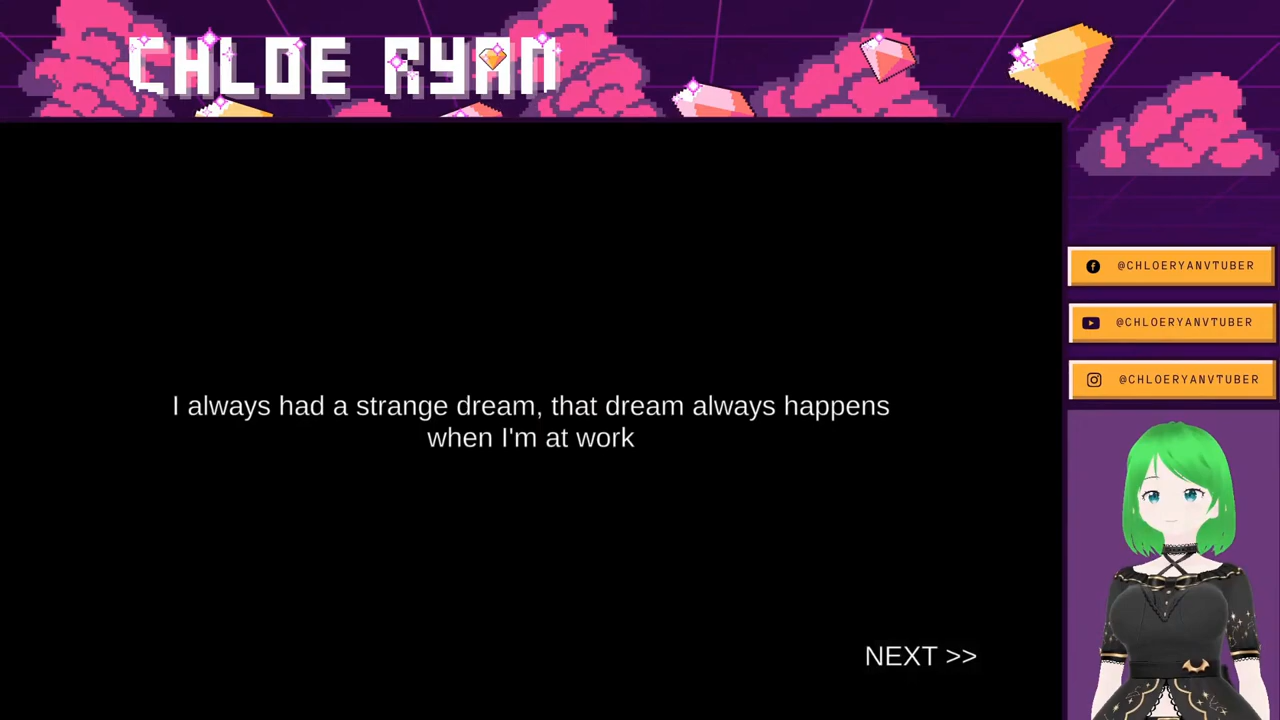 CHLOE RYAN
@CHLOERYANVTUBER
@CHLOERYANVTUBER
@CHLOERYANVTUBER
I always had a strange dream, that dream always happens
when I'm at work
NEXT >>